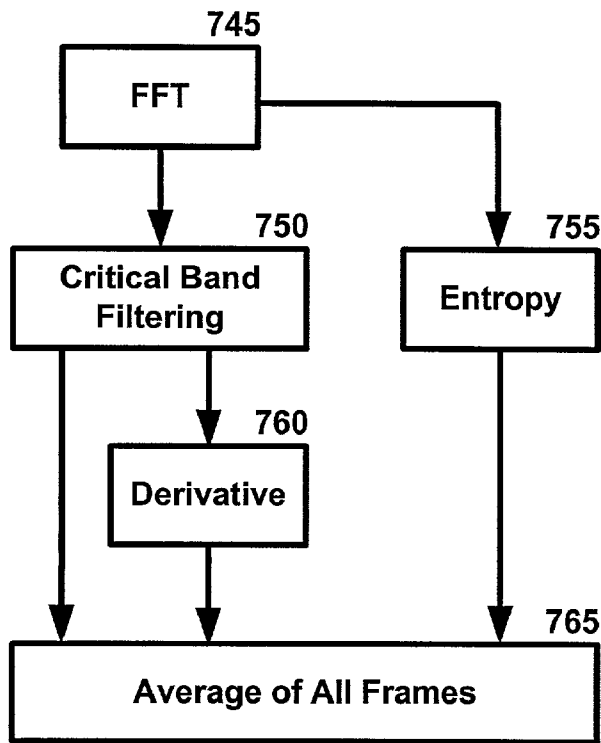 745
FFT
750
755
Critical Band
Filtering
Entropy
760
Derivative
765
Average of All Frames